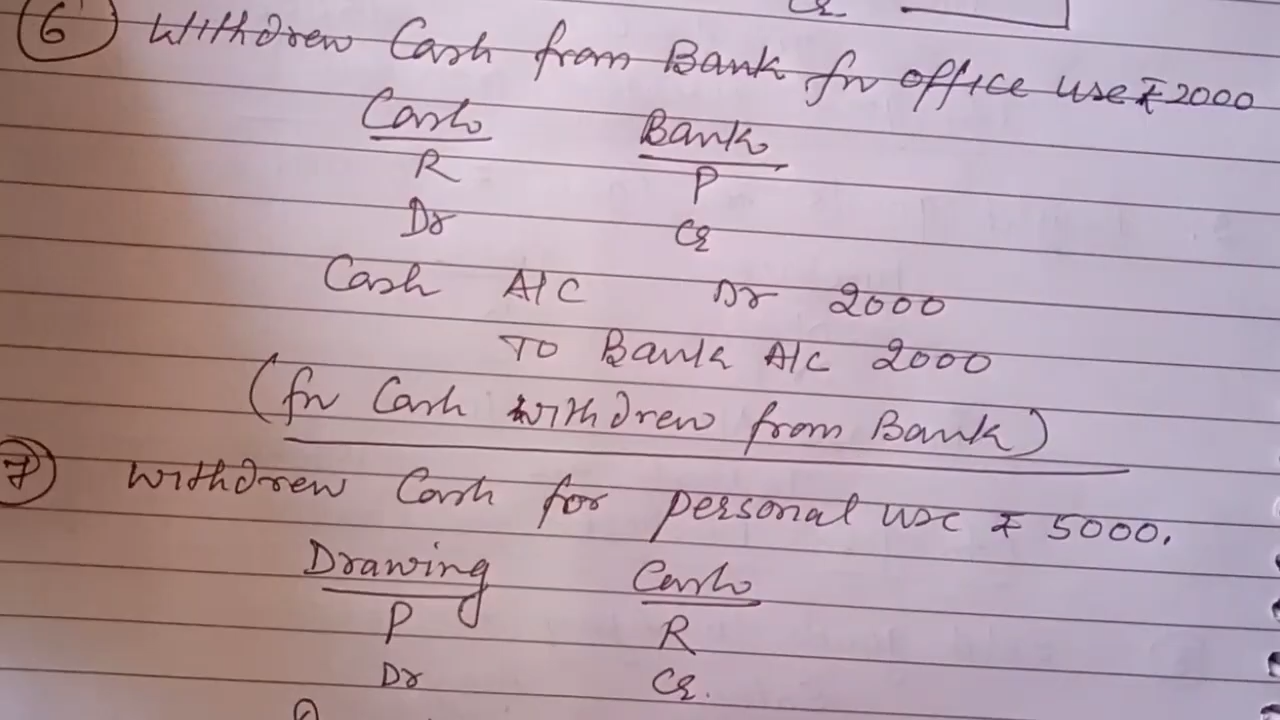 Cr
6 Withdrew Cash from Bank for office use ₹2000
Cash Bank
R P
Dr Cr
Cash A/C Dr 2000
To Bank A/C 2000
(for Cash withdrew from Bank)
7 Withdrew Cash for personal use ₹ 5000.
Drawing Cash
P R
Dr Cr.